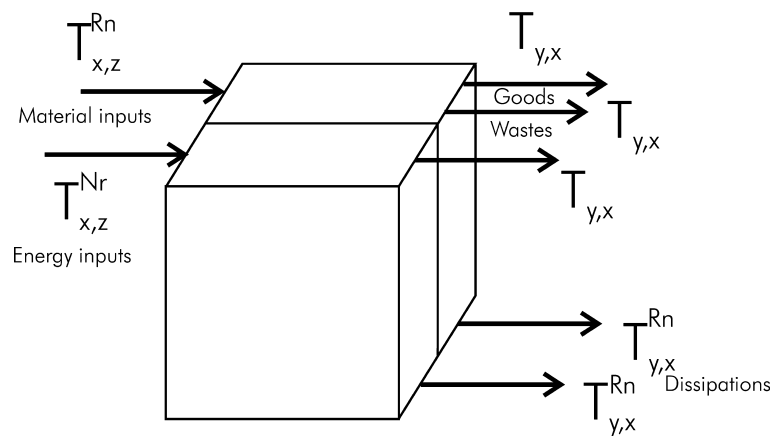 T Rn x,z
Material inputs
T Nr x,z
Energy inputs
T y,x
Goods
T y,x
Wastes
T y,x
T Rn y,x
Dissipations
T Rn y,x